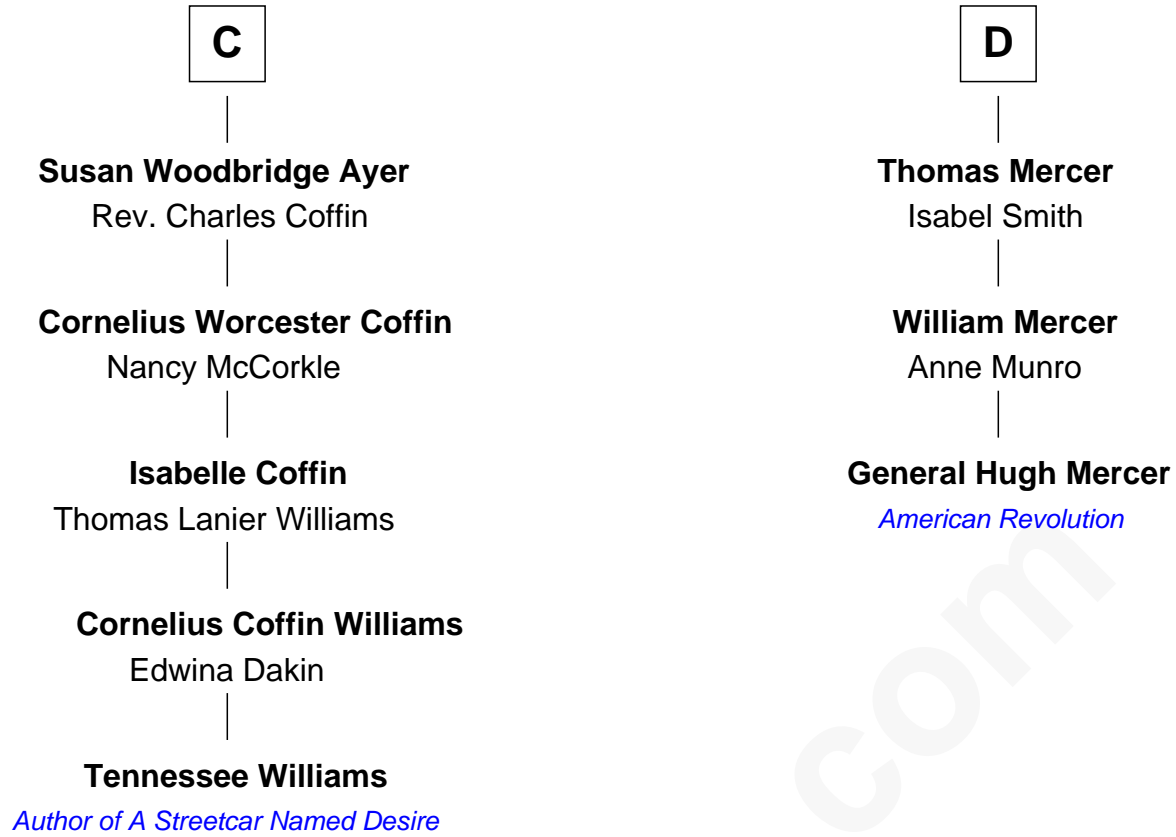 C
Susan Woodbridge Ayer
Rev. Charles Coffin
Cornelius Worcester Coffin
Nancy McCorkle
Isabelle Coffin
Thomas Lanier Williams
Cornelius Coffin Williams
Edwina Dakin
Tennessee Williams
Author of A Streetcar Named Desire
D
Thomas Mercer
Isabel Smith
William Mercer
Anne Munro
General Hugh Mercer
American Revolution
com